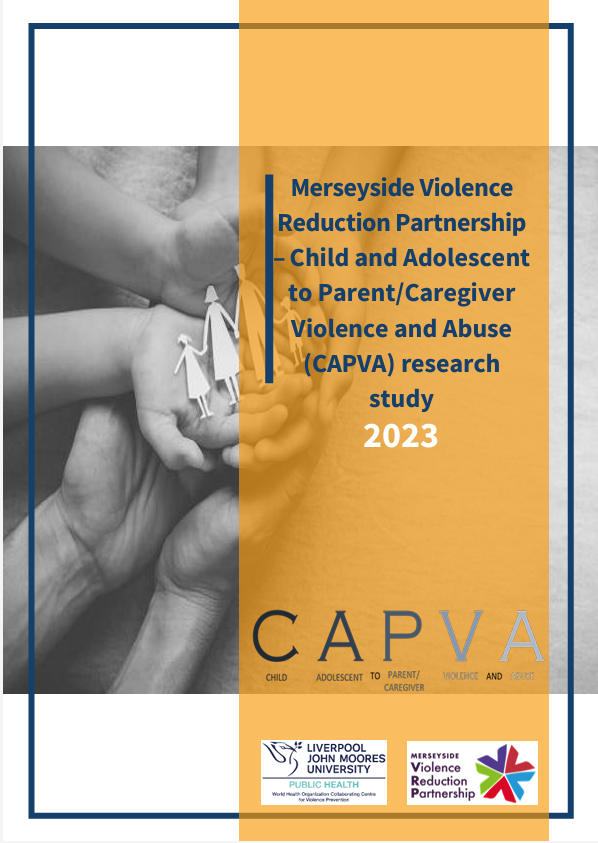 Merseyside Violence
Reduction Partnership
– Child and Adolescent
to Parent/Caregiver
Violence and Abuse
(CAPVA) research
study
2023
CAPVA
CHILD ADOLESCENT TO PARENT/ VIOLENCE AND ABUSE
CAREGIVER
LIVERPOOL
JOHN MOORES
UNIVERSITY
PUBLIC HEALTH
World Health Organization Collaborating Centre
for Violence Prevention
MERSEYSIDE
Violence
Reduction
Partnership